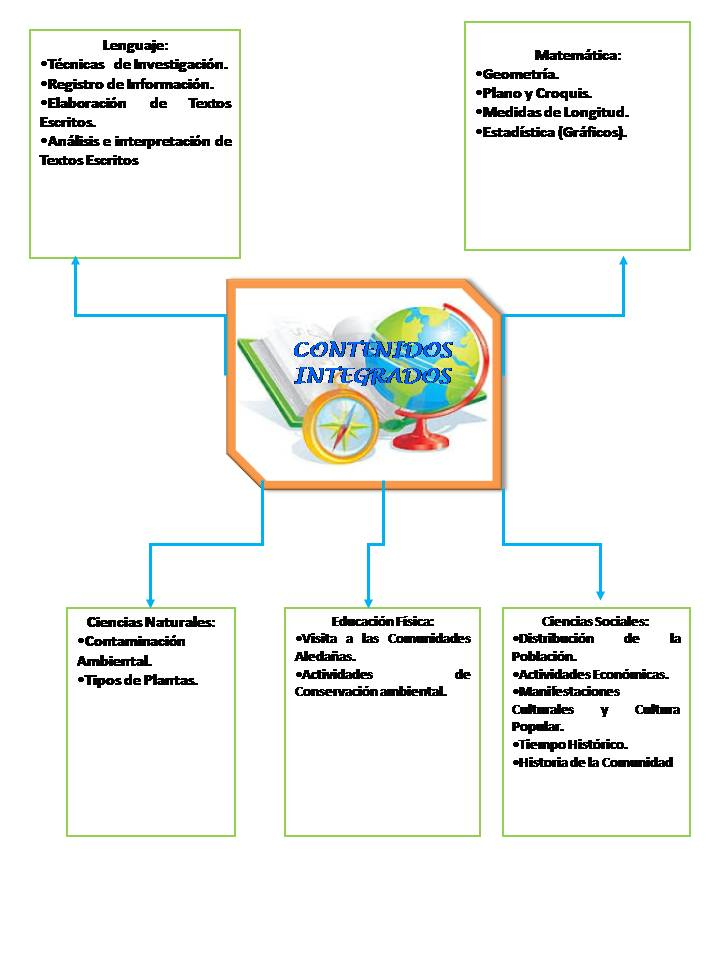 Lenguaje:
•Técnicas de Investigación.
•Registro de Información.
•Elaboración de Textos
Escritos.
•Análisis e interpretación de
Textos Escritos
Matemática:
•Geometría.
•Plano y Croquis.
•Medidas de Longitud.
•Estadística (Gráficos).
CONTENIDOS
INTEGRADOS
Ciencias Naturales:
•Contaminación
Ambiental.
•Tipos de Plantas.
Educación Física:
•Visita a las Comunidades
Aledañas.
•Actividades de
Conservación ambiental.
Ciencias Sociales:
•Distribución de la
Población.
•Actividades Económicas.
•Manifestaciones
Culturales y Cultura
Popular.
•Tiempo Histórico.
•Historia de la Comunidad